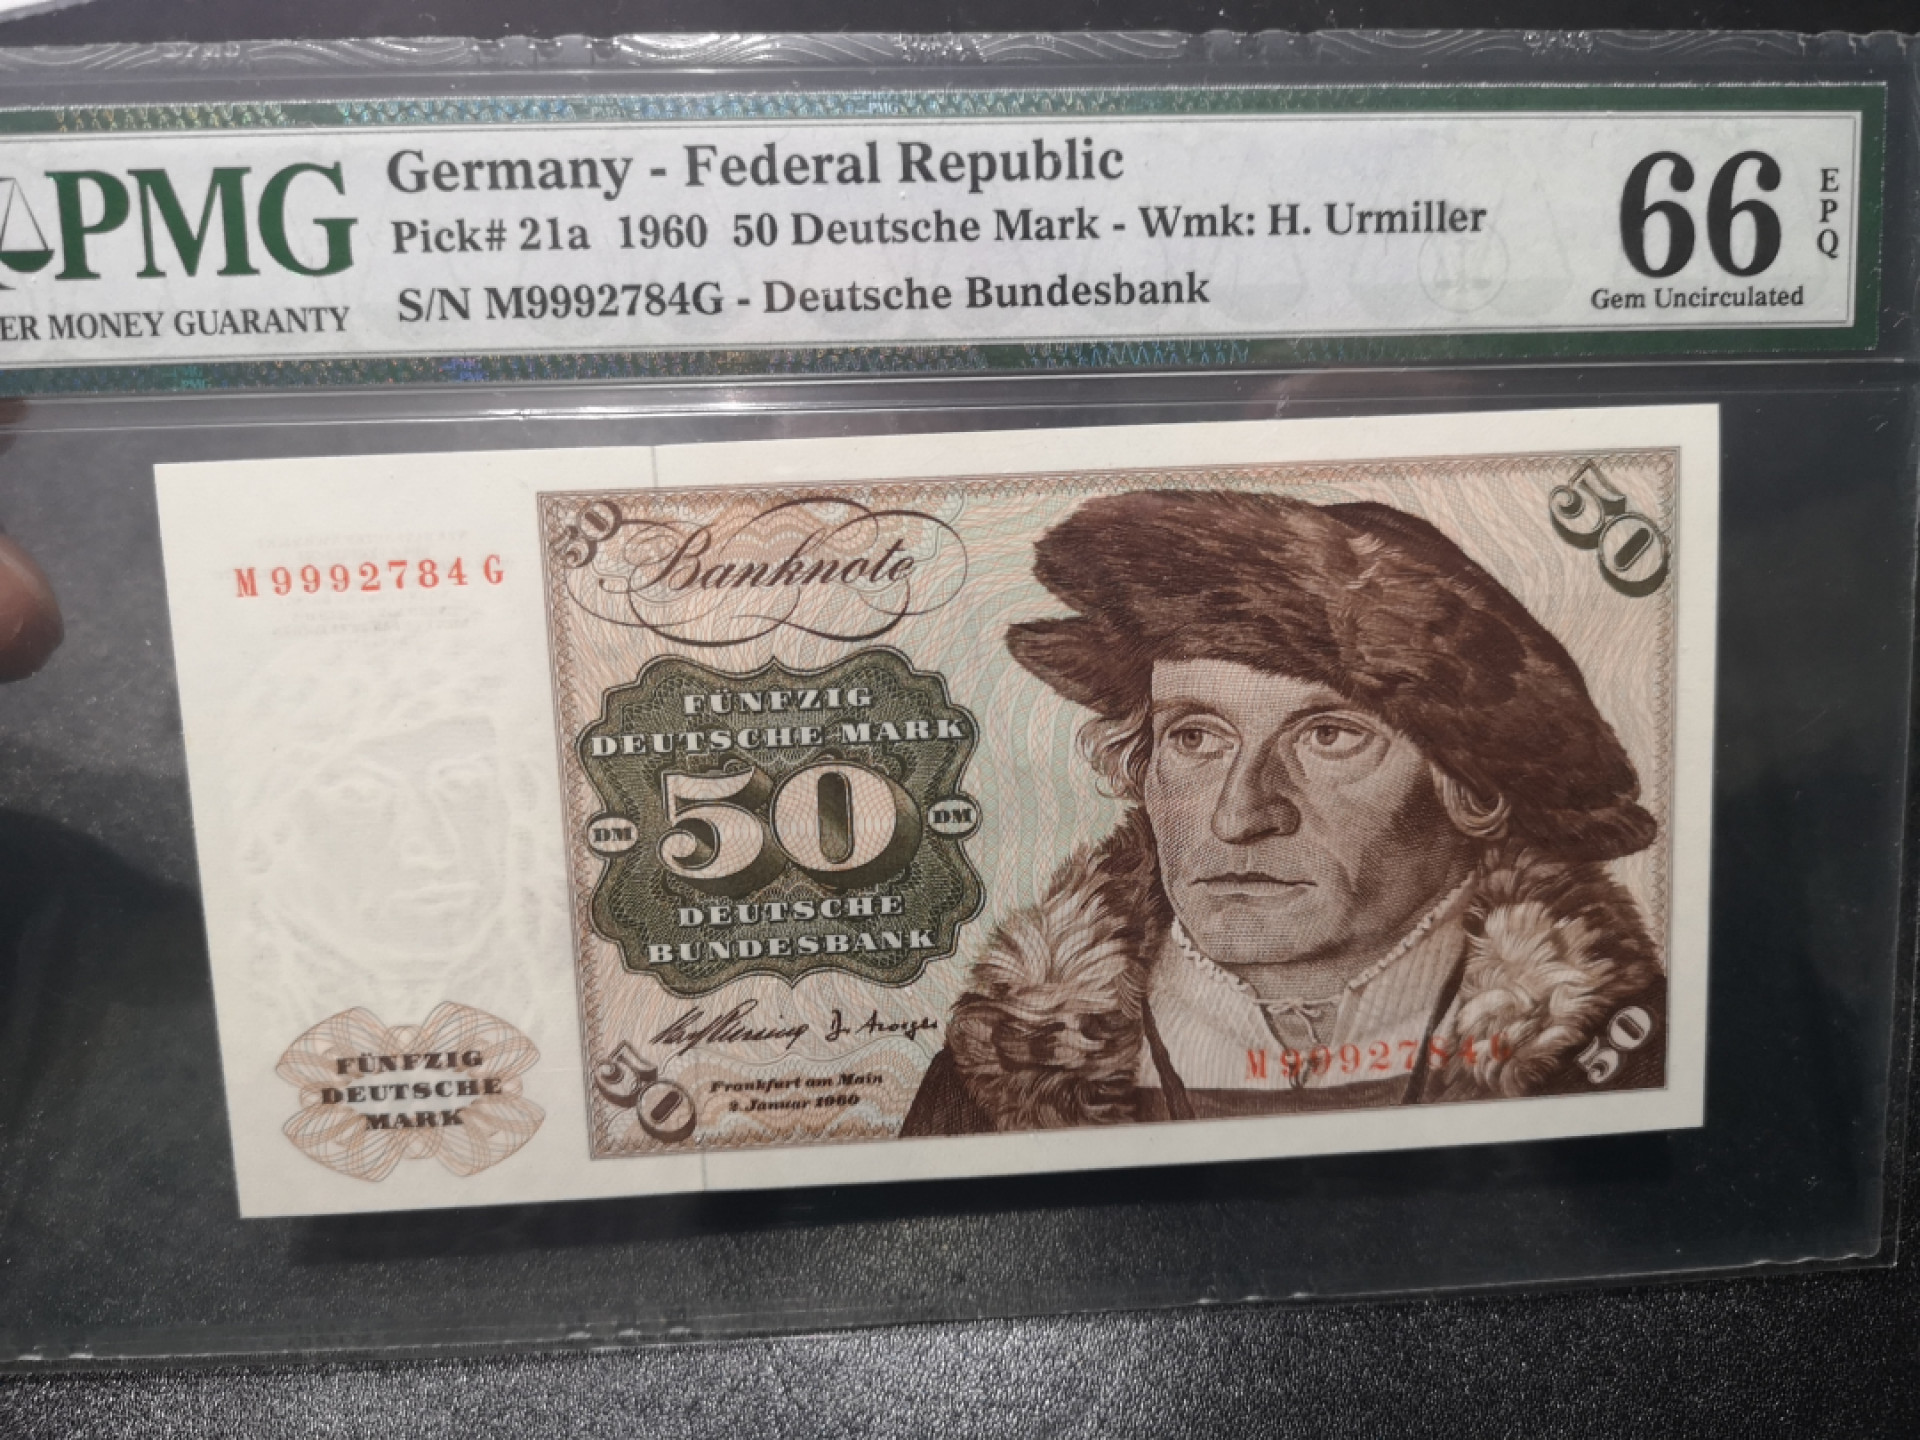 PMG
ER MONEY GUARANTY
Germany - Federal Republic
Pick# 21a 1960 50 Deutsche Mark - Wmk: H. Urmiller
S/N M9992784G - Deutsche Bundesbank
66
EPQ
Gem Uncirculated
M9992784G
50
Banknote
50
FÜNFZIG
DEUTSCHE MARK
DM
50
DM
DEUTSCHE
BUNDESBANK
Frankfurt am Main
2. Januar 1960
50
FÜNFZIG
DEUTSCHE
MARK
M9992784G
50